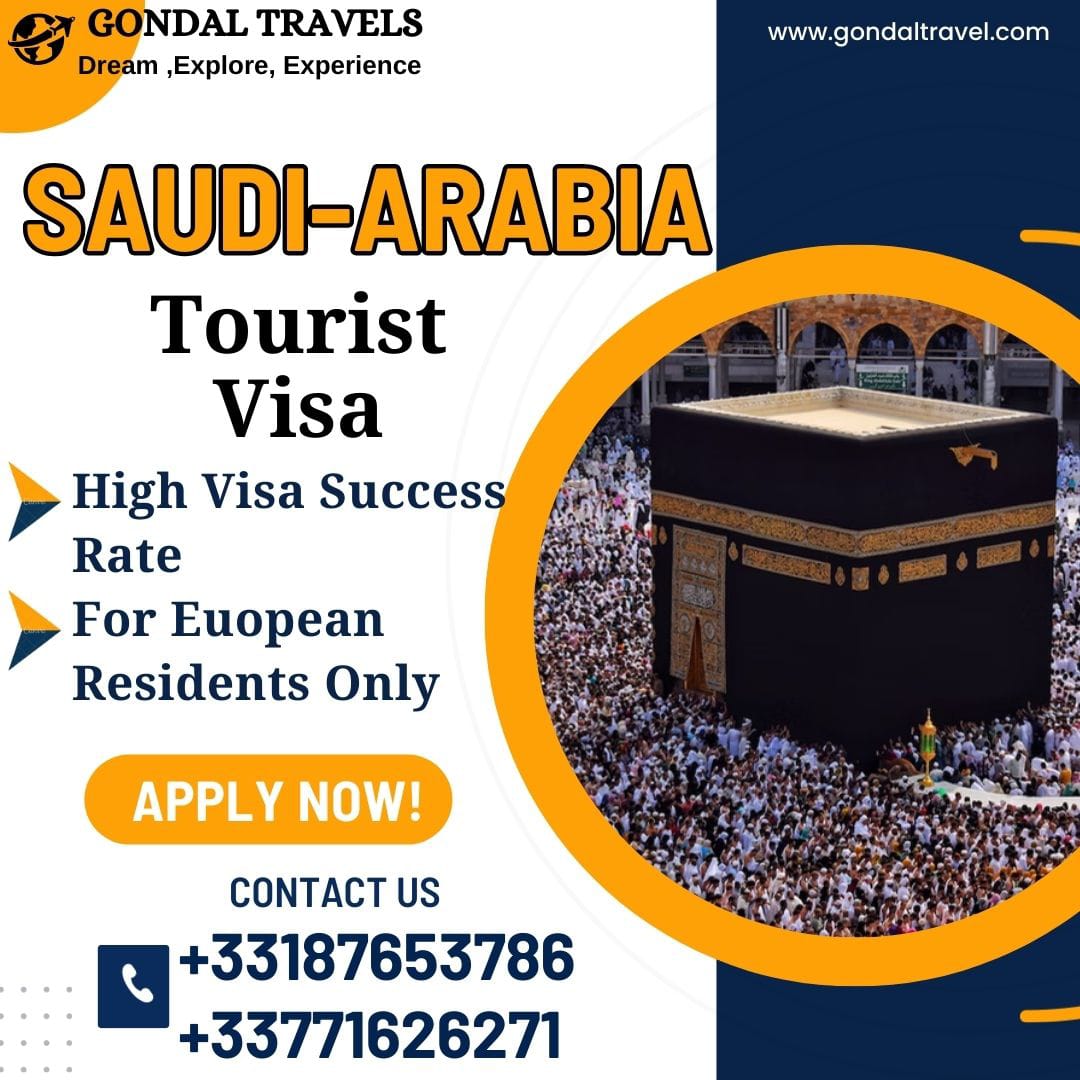 GONDAL TRAVELS
Dream ,Explore, Experience
www.gondaltravel.com
SAUDI-ARABIA
Tourist
Visa
High Visa Success
Rate
For Euopean
Residents Only
APPLY NOW!
CONTACT US
+33187653786
+33771626271